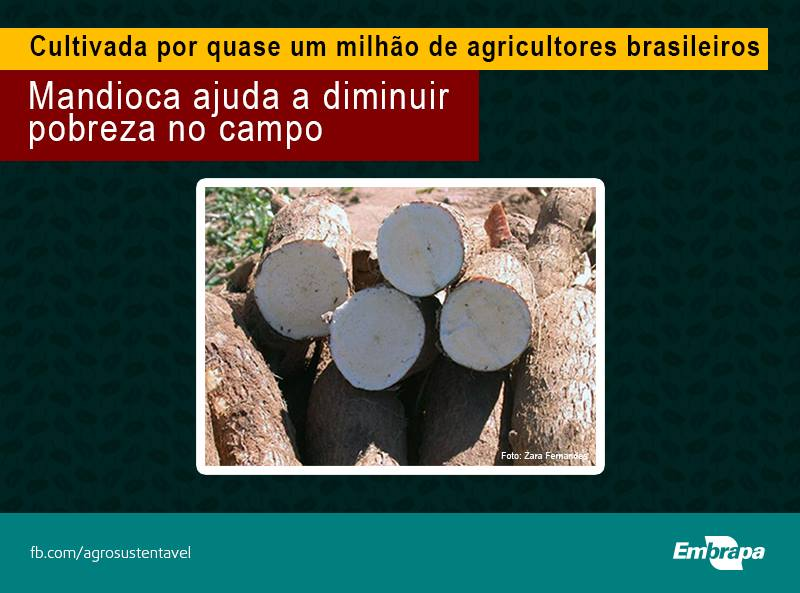 Cultivada por quase um milhão de agricultores brasileiros
Mandioca ajuda a diminuir
pobreza no campo
Foto: Zara Fernandes
fb.com/agrosustentavel
Embrapa